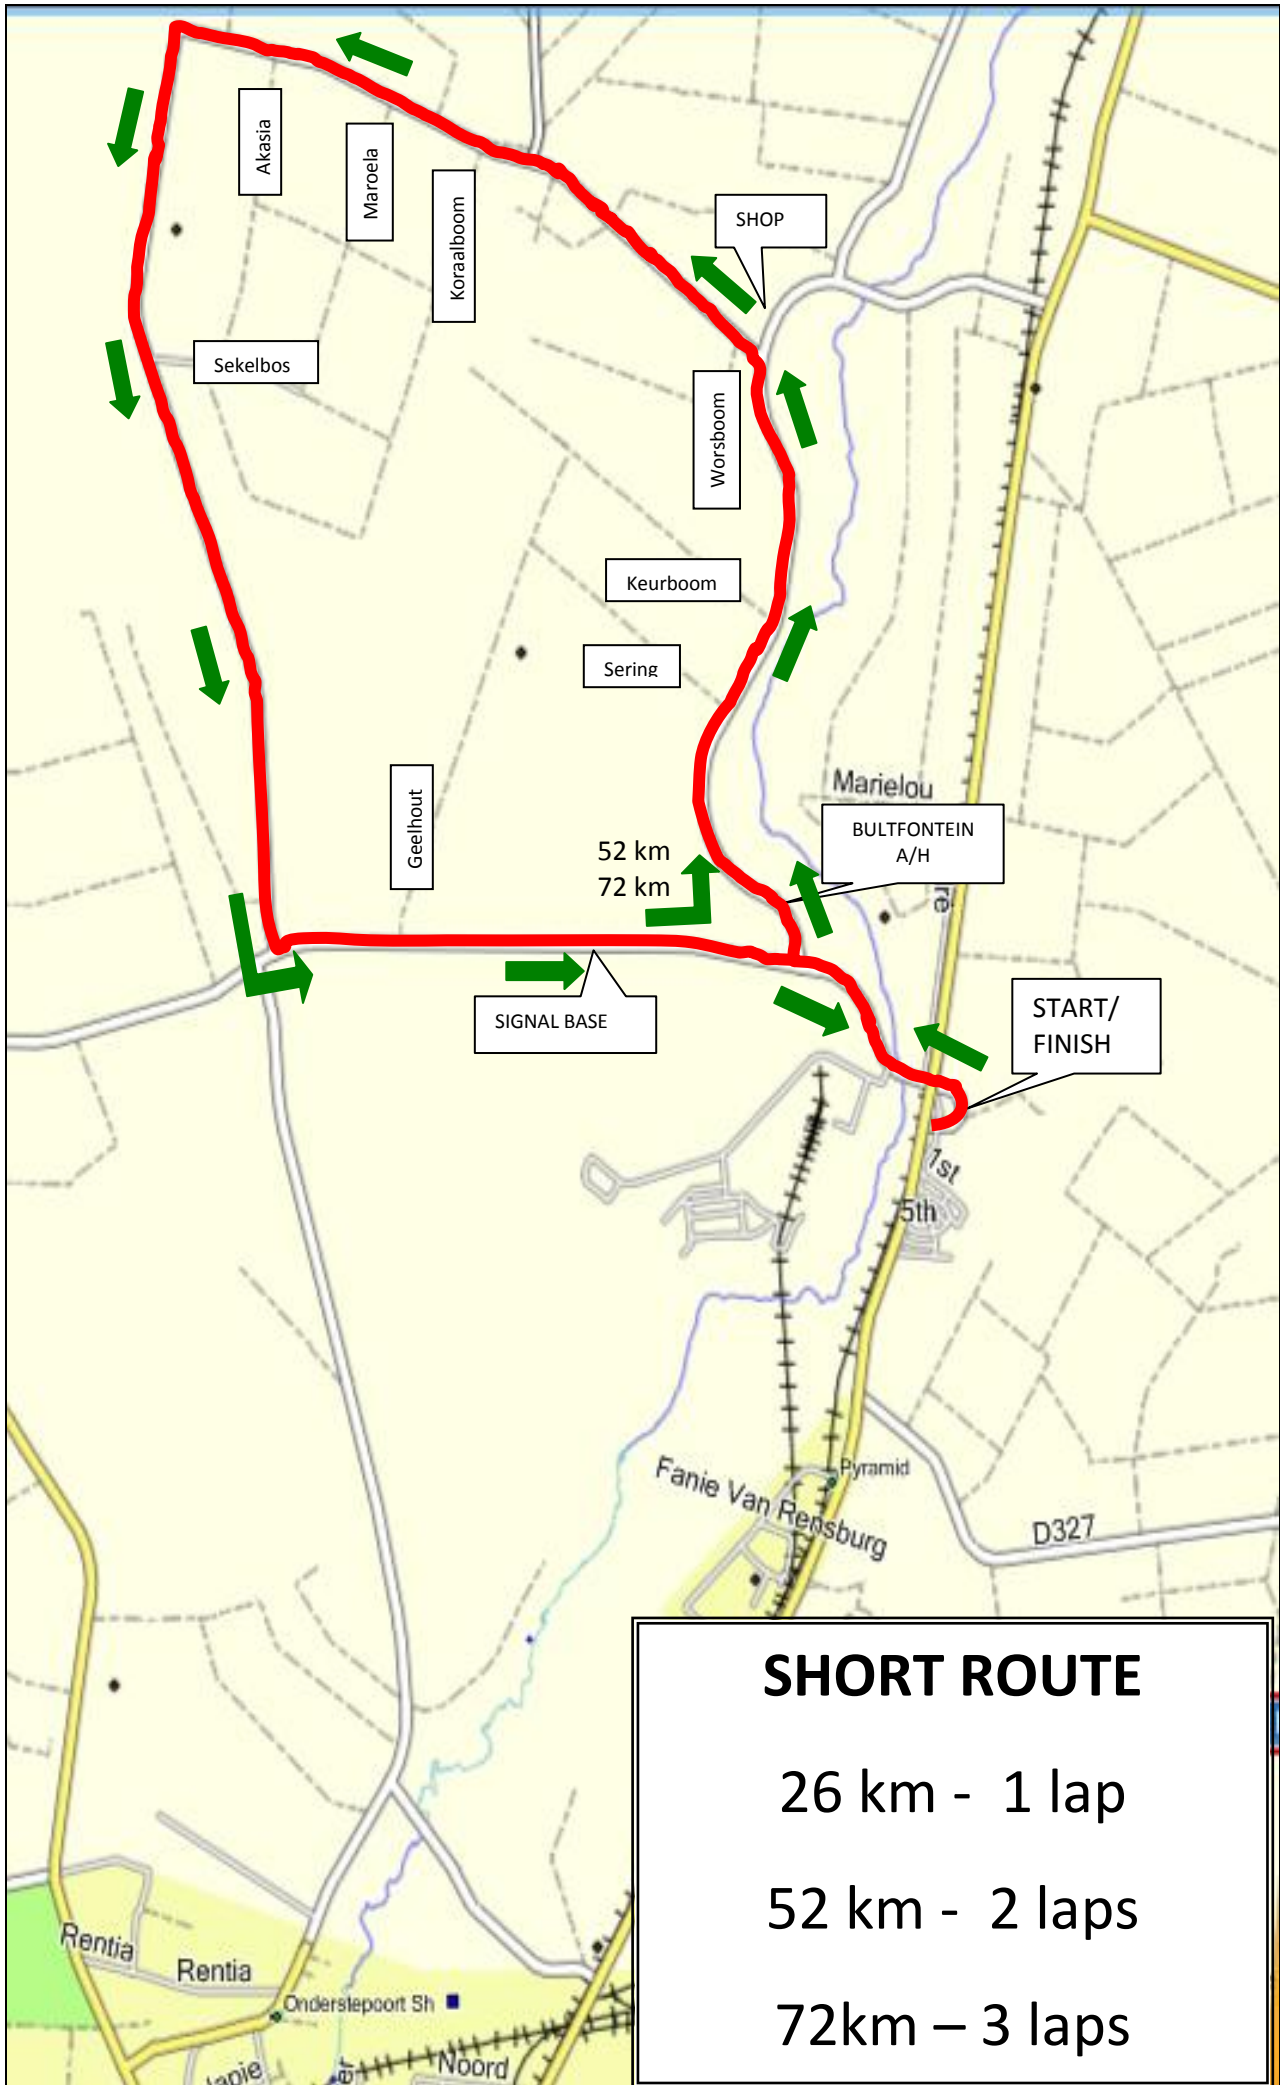 Akasia
Maroela
Koraalboom
SHOP
Sekelbos
Worsboom
Keurboom
Sering
Geelhout
Marielou
BULTFONTEIN
A/H
re
52 km
72 km
SIGNAL BASE
START/
FINISH
1st
5th
Fanie Van Rensburg
Pyramid
D327
SHORT ROUTE
26 km - 1 lap
52 km - 2 laps
72km – 3 laps
Rentia
Rentia
Onderstepoort Sh
Noord